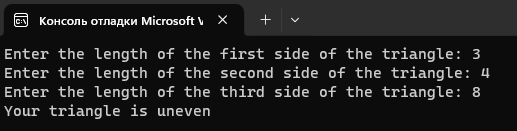 Консоль отладки Microsoft V
Enter the length of the first side of the triangle: 3
Enter the length of the second side of the triangle: 4
Enter the length of the third side of the triangle: 8
Your triangle is uneven